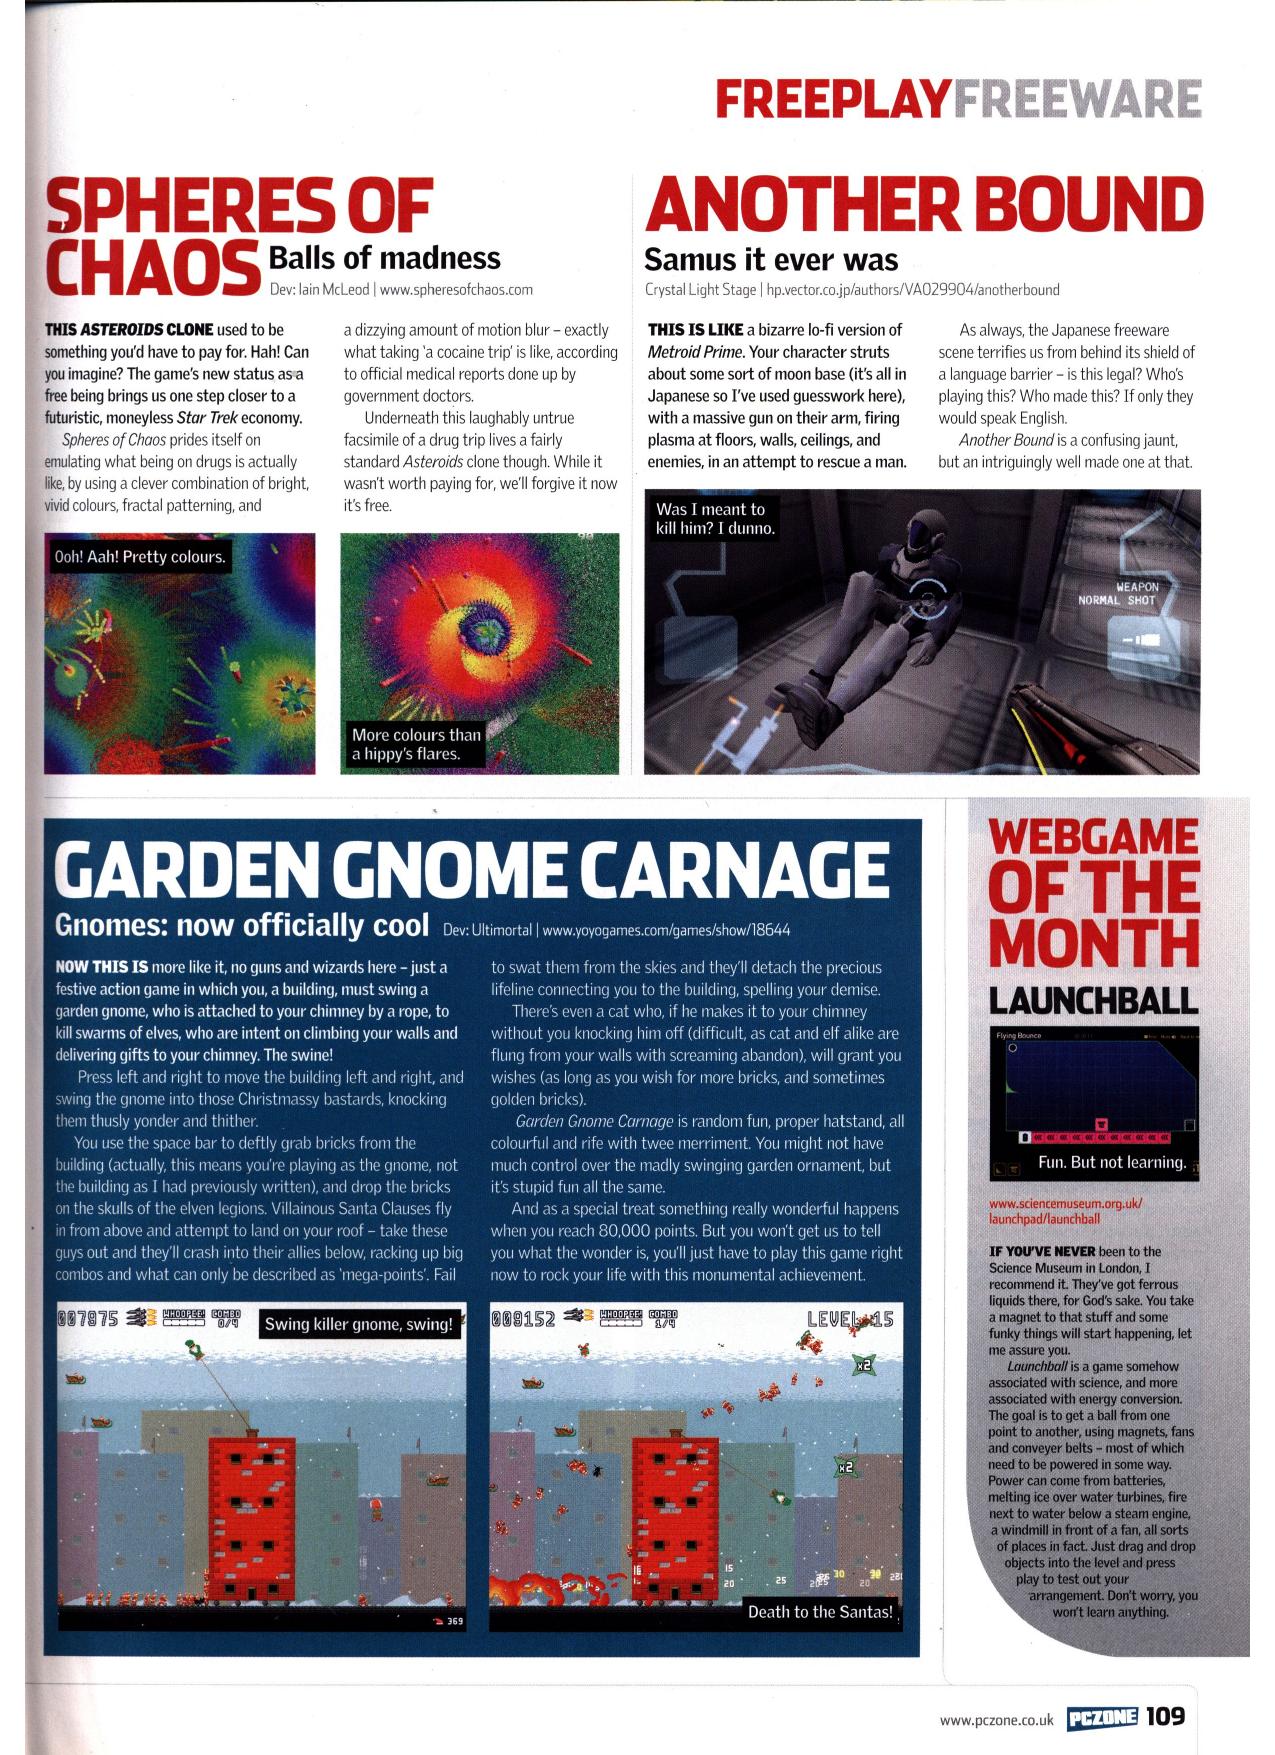 FREEPLAYFREEWARE
SPHERES OF
CHAOS Balls of madness
Dev: Iain McLeod | www.spheresofchaos.com
THIS ASTEROIDS CLONE used to be
something you'd have to pay for. Hah! Can
you imagine? The game's new status as a
free being brings us one step closer to a
futuristic, moneyless Star Trek economy.
Spheres of Chaos prides itself on
emulating what being on drugs is actually
like, by using a clever combination of bright,
vivid colours, fractal patterning, and
a dizzying amount of motion blur – exactly
what taking 'a cocaine trip' is like, according
to official medical reports done up by
government doctors.
Underneath this laughably untrue
facsimile of a drug trip lives a fairly
standard Asteroids clone though. While it
wasn't worth paying for, we'll forgive it now
it's free.
Ooh! Aah! Pretty colours.
More colours than
a hippy's flares.
ANOTHER BOUND
Samus it ever was
Crystal Light Stage | hp.vector.co.jp/authors/VA029904/anotherbound
THIS IS LIKE a bizarre lo-fi version of
Metroid Prime. Your character struts
about some sort of moon base (it's all in
Japanese so I've used guesswork here),
with a massive gun on their arm, firing
plasma at floors, walls, ceilings, and
enemies, in an attempt to rescue a man.
As always, the Japanese freeware
scene terrifies us from behind its shield of
a language barrier – is this legal? Who's
playing this? Who made this? If only they
would speak English.
Another Bound is a confusing jaunt,
but an intriguingly well made one at that.
Was I meant to
kill him? I dunno.
WEAPON
NORMAL SHOT
GARDEN GNOME CARNAGE
Gnomes: now officially cool Dev: Ultimortal | www.yoyogames.com/games/show/18644
NOW THIS IS more like it, no guns and wizards here – just a
festive action game in which you, a building, must swing a
garden gnome, who is attached to your chimney by a rope, to
kill swarms of elves, who are intent on climbing your walls and
delivering gifts to your chimney. The swine!
Press left and right to move the building left and right, and
swing the gnome into those Christmassy bastards, knocking
them thusly yonder and thither.
You use the space bar to deftly grab bricks from the
building (actually, this means you're playing as the gnome, not
the building as I had previously written), and drop the bricks
on the skulls of the elven legions. Villainous Santa Clauses fly
in from above and attempt to land on your roof – take these
guys out and they'll crash into their allies below, racking up big
combos and what can only be described as 'mega-points'. Fail
to swat them from the skies and they'll detach the precious
lifeline connecting you to the building, spelling your demise.
There's even a cat who, if he makes it to your chimney
without you knocking him off (difficult, as cat and elf alike are
flung from your walls with screaming abandon), will grant you
wishes (as long as you wish for more bricks, and sometimes
golden bricks).
Garden Gnome Carnage is random fun, proper hatstand, all
colourful and rife with twee merriment. You might not have
much control over the madly swinging garden ornament, but
it's stupid fun all the same.
And as a special treat something really wonderful happens
when you reach 80,000 points. But you won't get us to tell
you what the wonder is, you'll just have to play this game right
now to rock your life with this monumental achievement.
007975 WHOOPEE! COMBO 0/4
Swing killer gnome, swing!
369
009152 WHOOPEE! COMBO 1/4 LEVEL 15
x2
x2
15
20 25 20
Death to the Santas!
WEBGAME
OF THE
MONTH
LAUNCHBALL
Flying Bounce
Fun. But not learning.
www.sciencemuseum.org.uk/
launchpad/launchball
IF YOU'VE NEVER been to the
Science Museum in London, I
recommend it. They've got ferrous
liquids there, for God's sake. You take
a magnet to that stuff and some
funky things will start happening, let
me assure you.
Launchball is a game somehow
associated with science, and more
associated with energy conversion.
The goal is to get a ball from one
point to another, using magnets, fans
and conveyer belts – most of which
need to be powered in some way.
Power can come from batteries,
melting ice over water turbines, fire
next to water below a steam engine,
a windmill in front of a fan, all sorts
of places in fact. Just drag and drop
objects into the level and press
play to test out your
arrangement. Don't worry, you
won't learn anything.
www.pczone.co.uk PCZONE 109